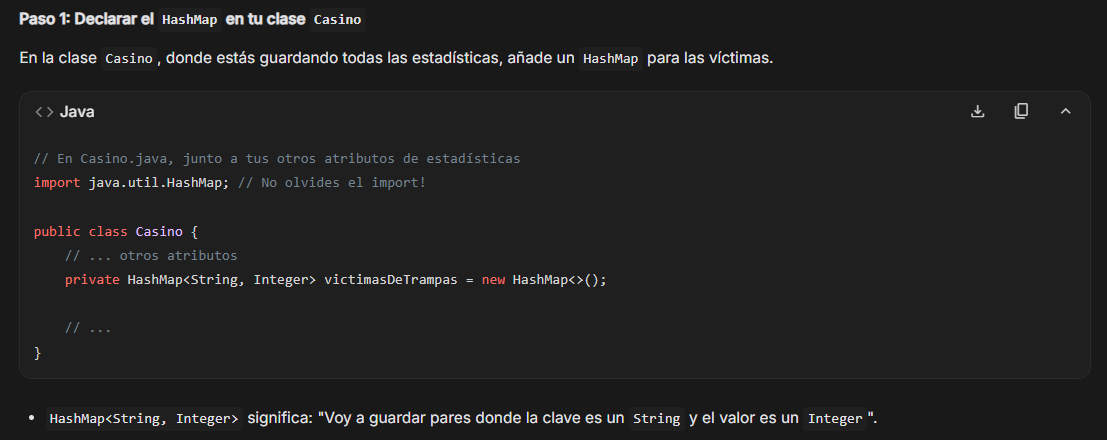 Paso 1: Declarar el HashMap en tu clase Casino
En la clase Casino, donde estás guardando todas las estadísticas, añade un HashMap para las víctimas.
<> Java
// En Casino.java, junto a tus otros atributos de estadísticas
import java.util.HashMap; // No olvides el import!
public class Casino {
    // ... otros atributos
    private HashMap<String, Integer> victimasDeTrampas = new HashMap<>();
    // ...
}
• HashMap<String, Integer> significa: "Voy a guardar pares donde la clave es un String y el valor es un Integer".